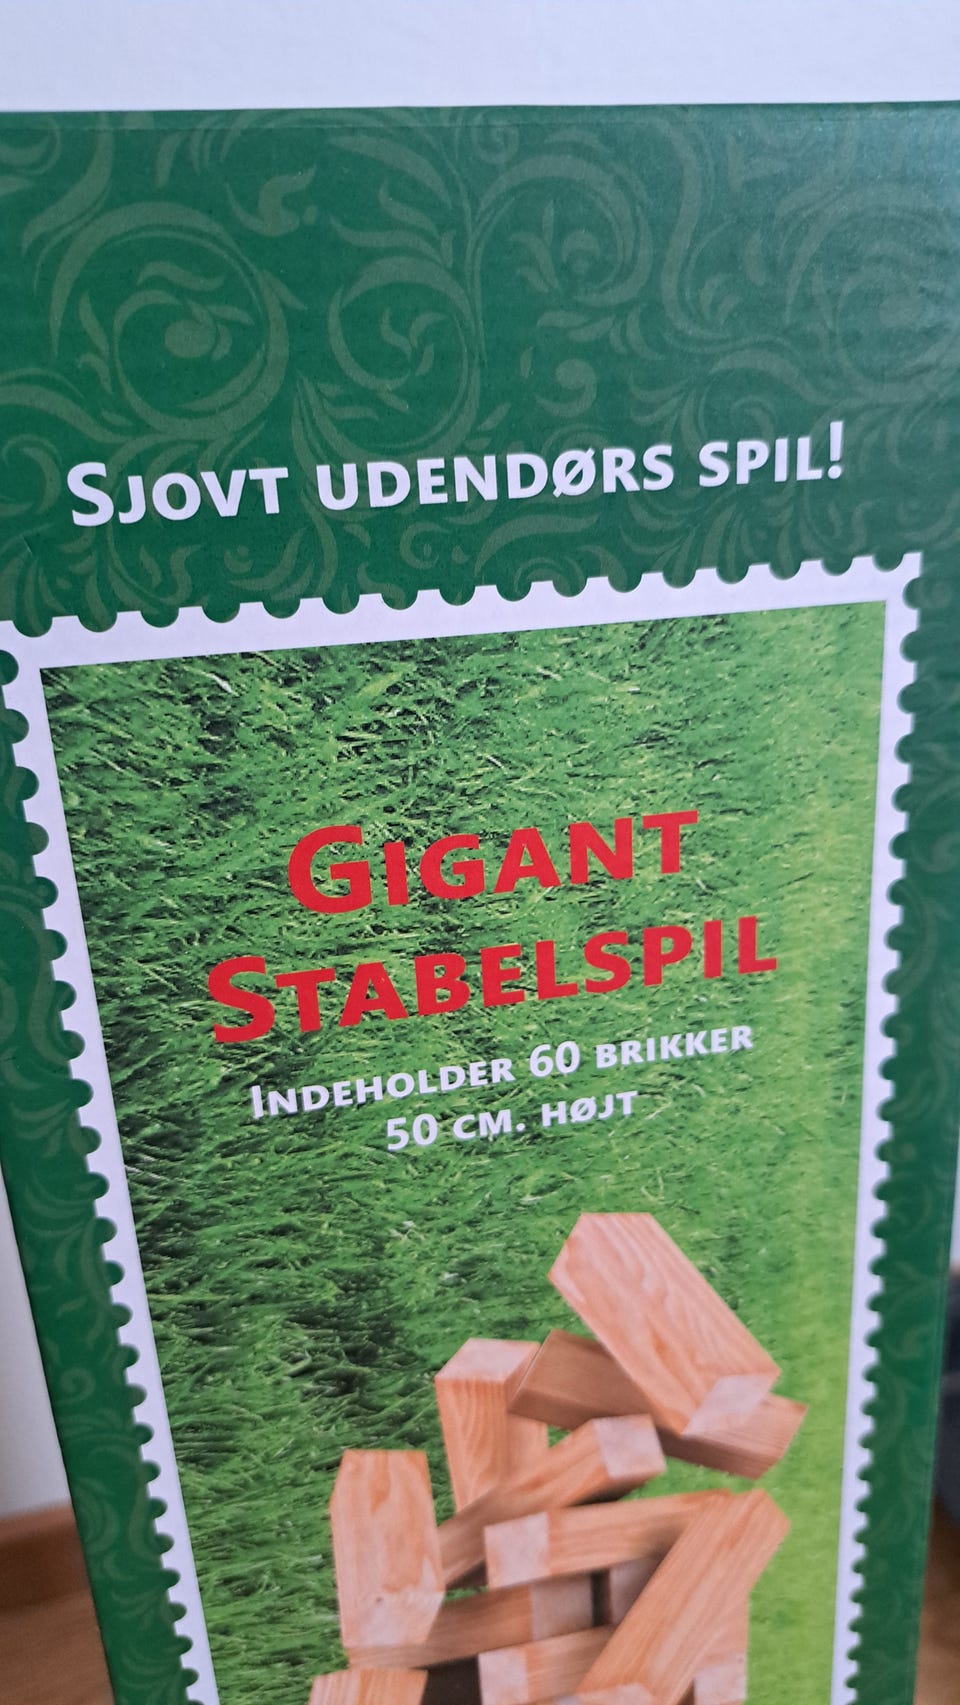 Sjovt udendørs spil!
Gigant
Stabelspil
Indeholder 60 brikker
50 cm. højt